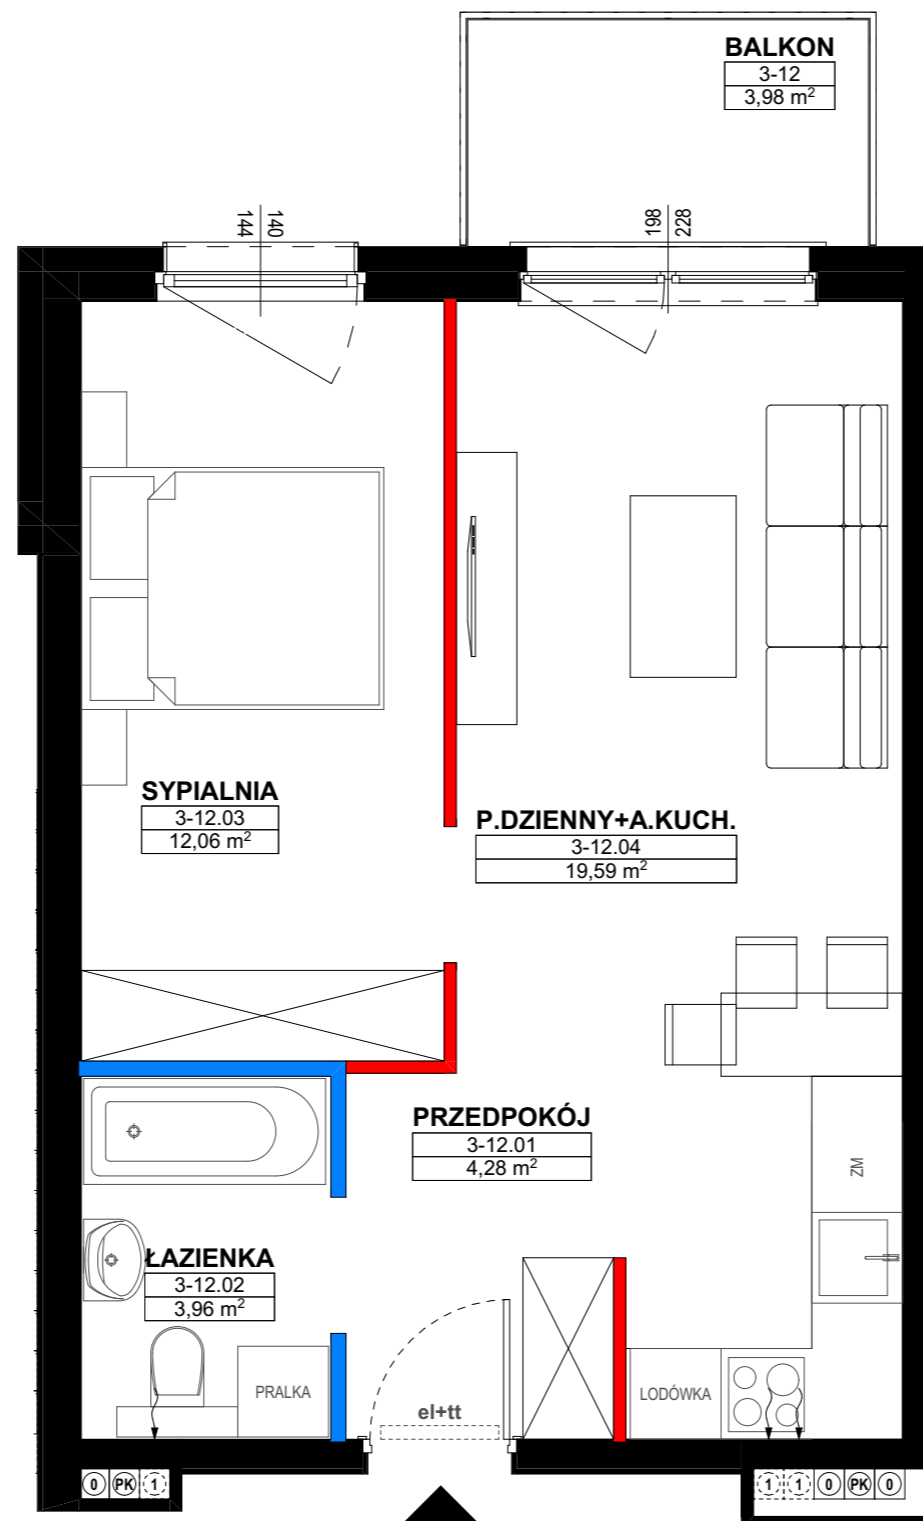 BALKON
3-12
3,98 m²
144
140
198
228
SYPIALNIA
3-12.03
12,06 m²
P.DZIENNY+A.KUCH.
3-12.04
19,59 m²
PRZEDPOKÓJ
3-12.01
4,28 m²
ZM
ŁAZIENKA
3-12.02
3,96 m²
PRALKA
el+tt
LODÓWKA
0 PK 1
1 1 0 PK 0